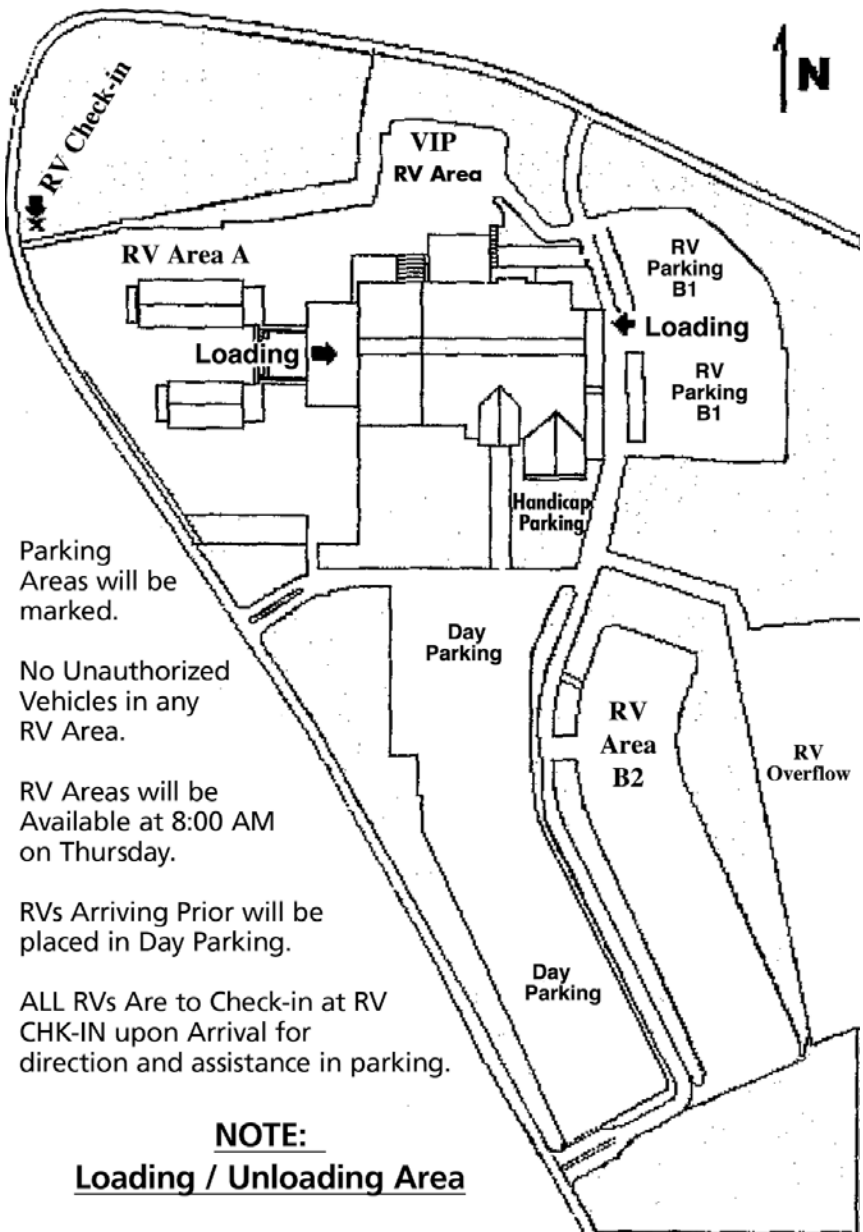 N
RV Check-in
VIP
RV Area
RV Area A
RV
Parking
B1
Loading
Loading
RV
Parking
B1
Handicap
Parking
Parking
Areas will be
marked.
No Unauthorized
Vehicles in any
RV Area.
RV Areas will be
Available at 8:00 AM
on Thursday.
RVs Arriving Prior will be
placed in Day Parking.
ALL RVs Are to Check-in at RV
CHK-IN upon Arrival for
direction and assistance in parking.
Day
Parking
RV
Area
B2
RV
Overflow
Day
Parking
NOTE:
Loading / Unloading Area